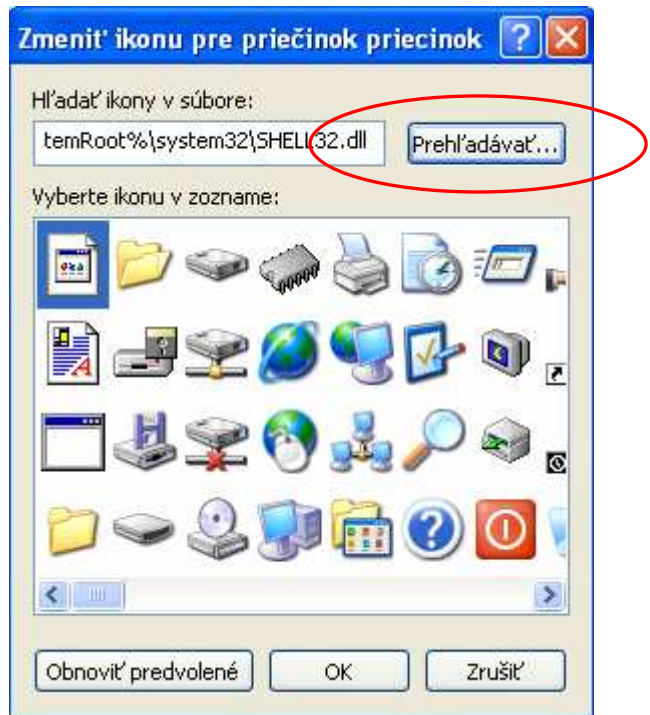 Zmeniť ikonu pre priečinok priecinok
Hľadať ikony v súbore:
temRoot%\system32\SHELL32.dll
Prehľadávať...
Vyberte ikonu v zozname:
Obnoviť predvolené
OK
Zrušiť